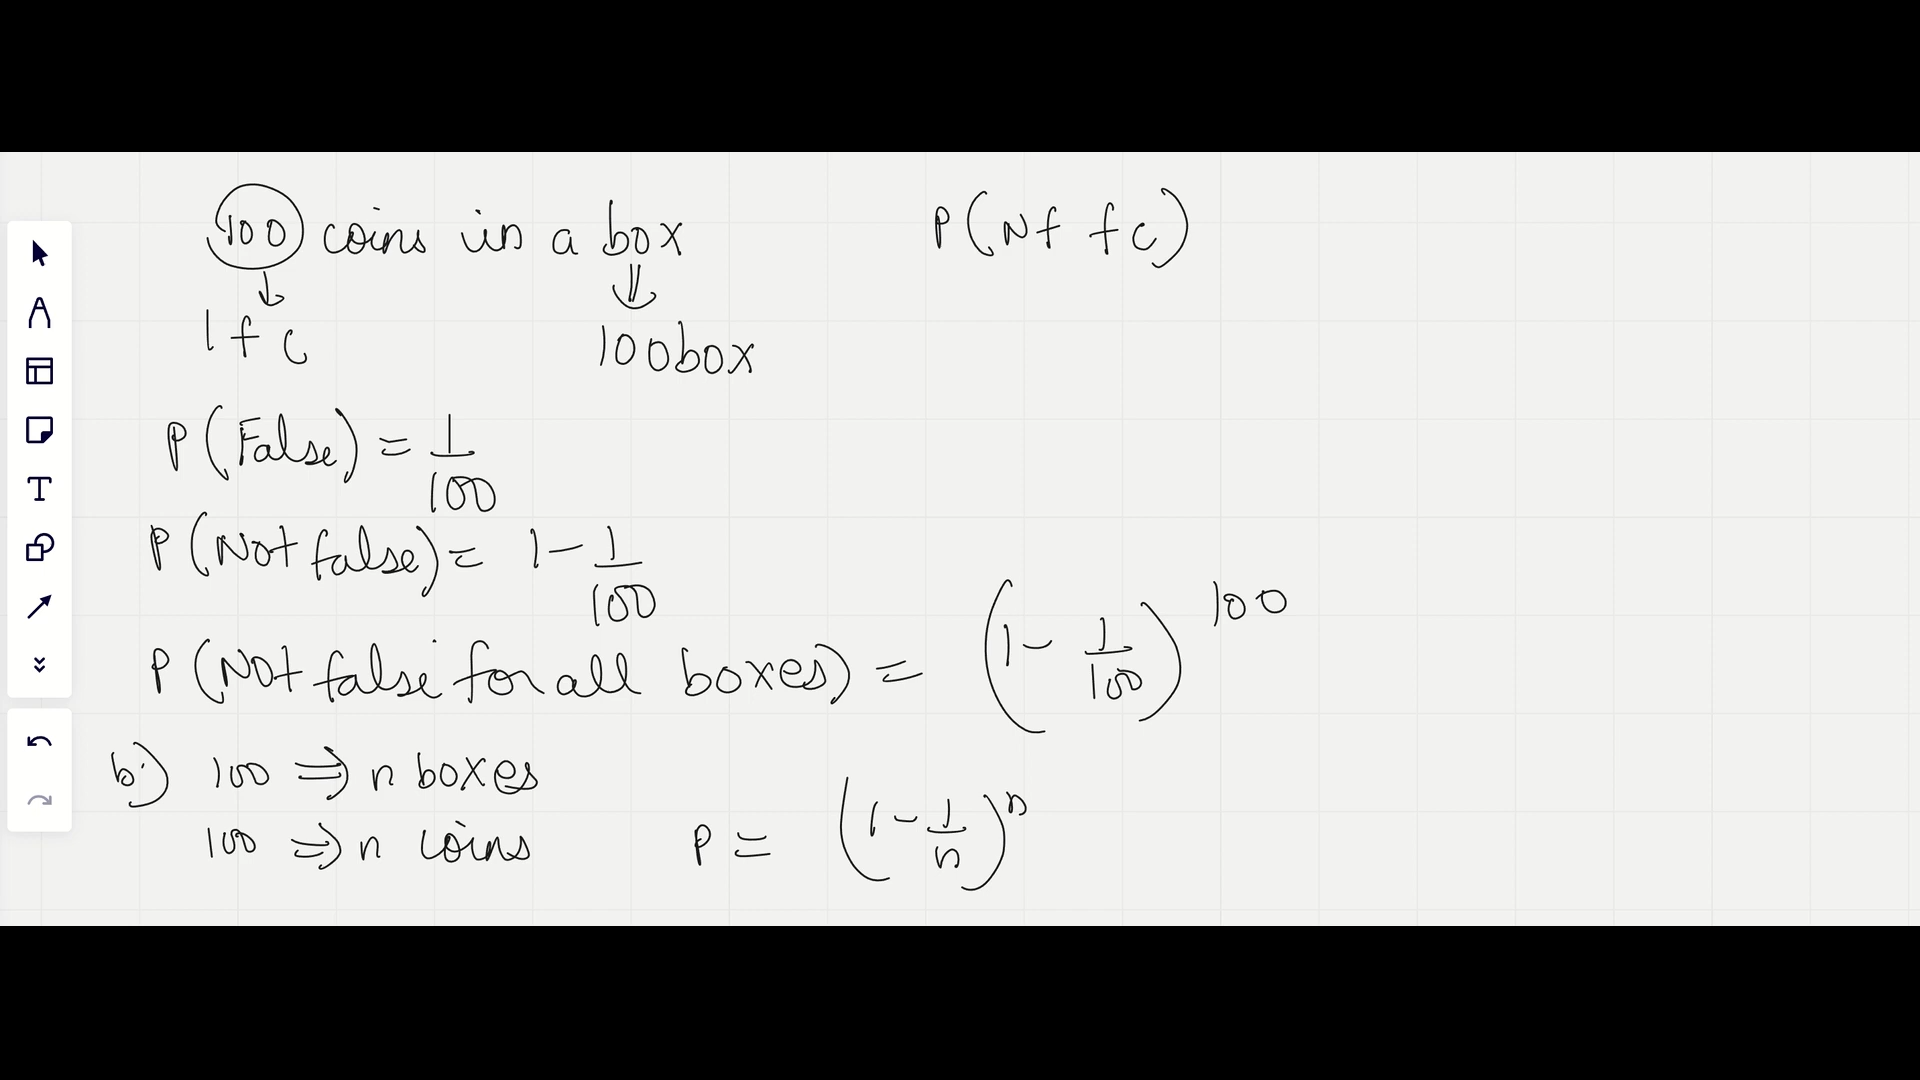 100 coins in a box P(Nf fc)
↓ ⇓
1fc 100box
P(False) = 1/100
P(Not false) = 1 - 1/100
P(Not false for all boxes) = (1 - 1/100)^100
b.) 100 ⇒ n boxes
100 ⇒ n coins P = (1 - 1/n)^n